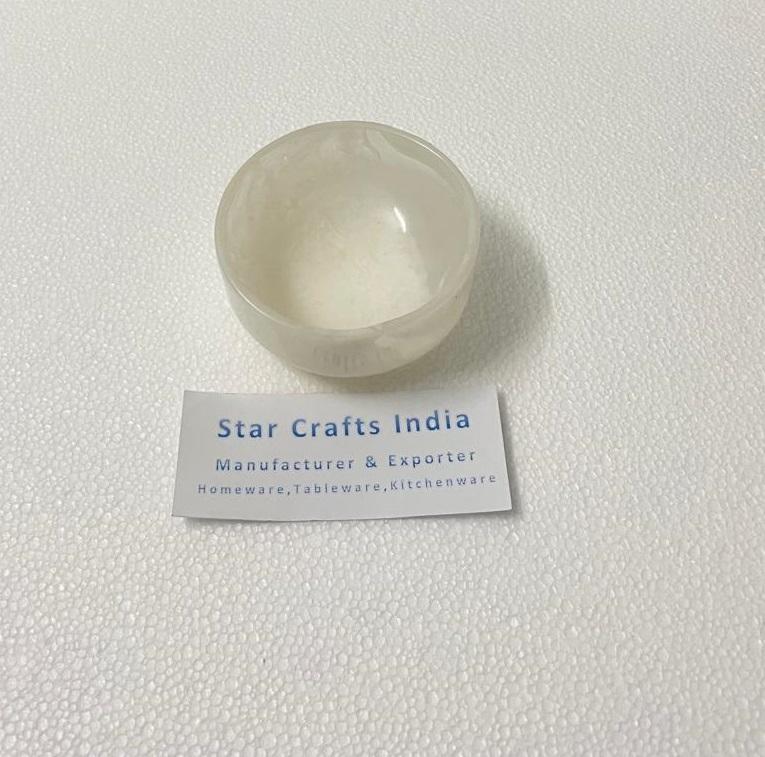 Star Crafts India
Manufacturer & Exporter
Homeware,Tableware,Kitchenware